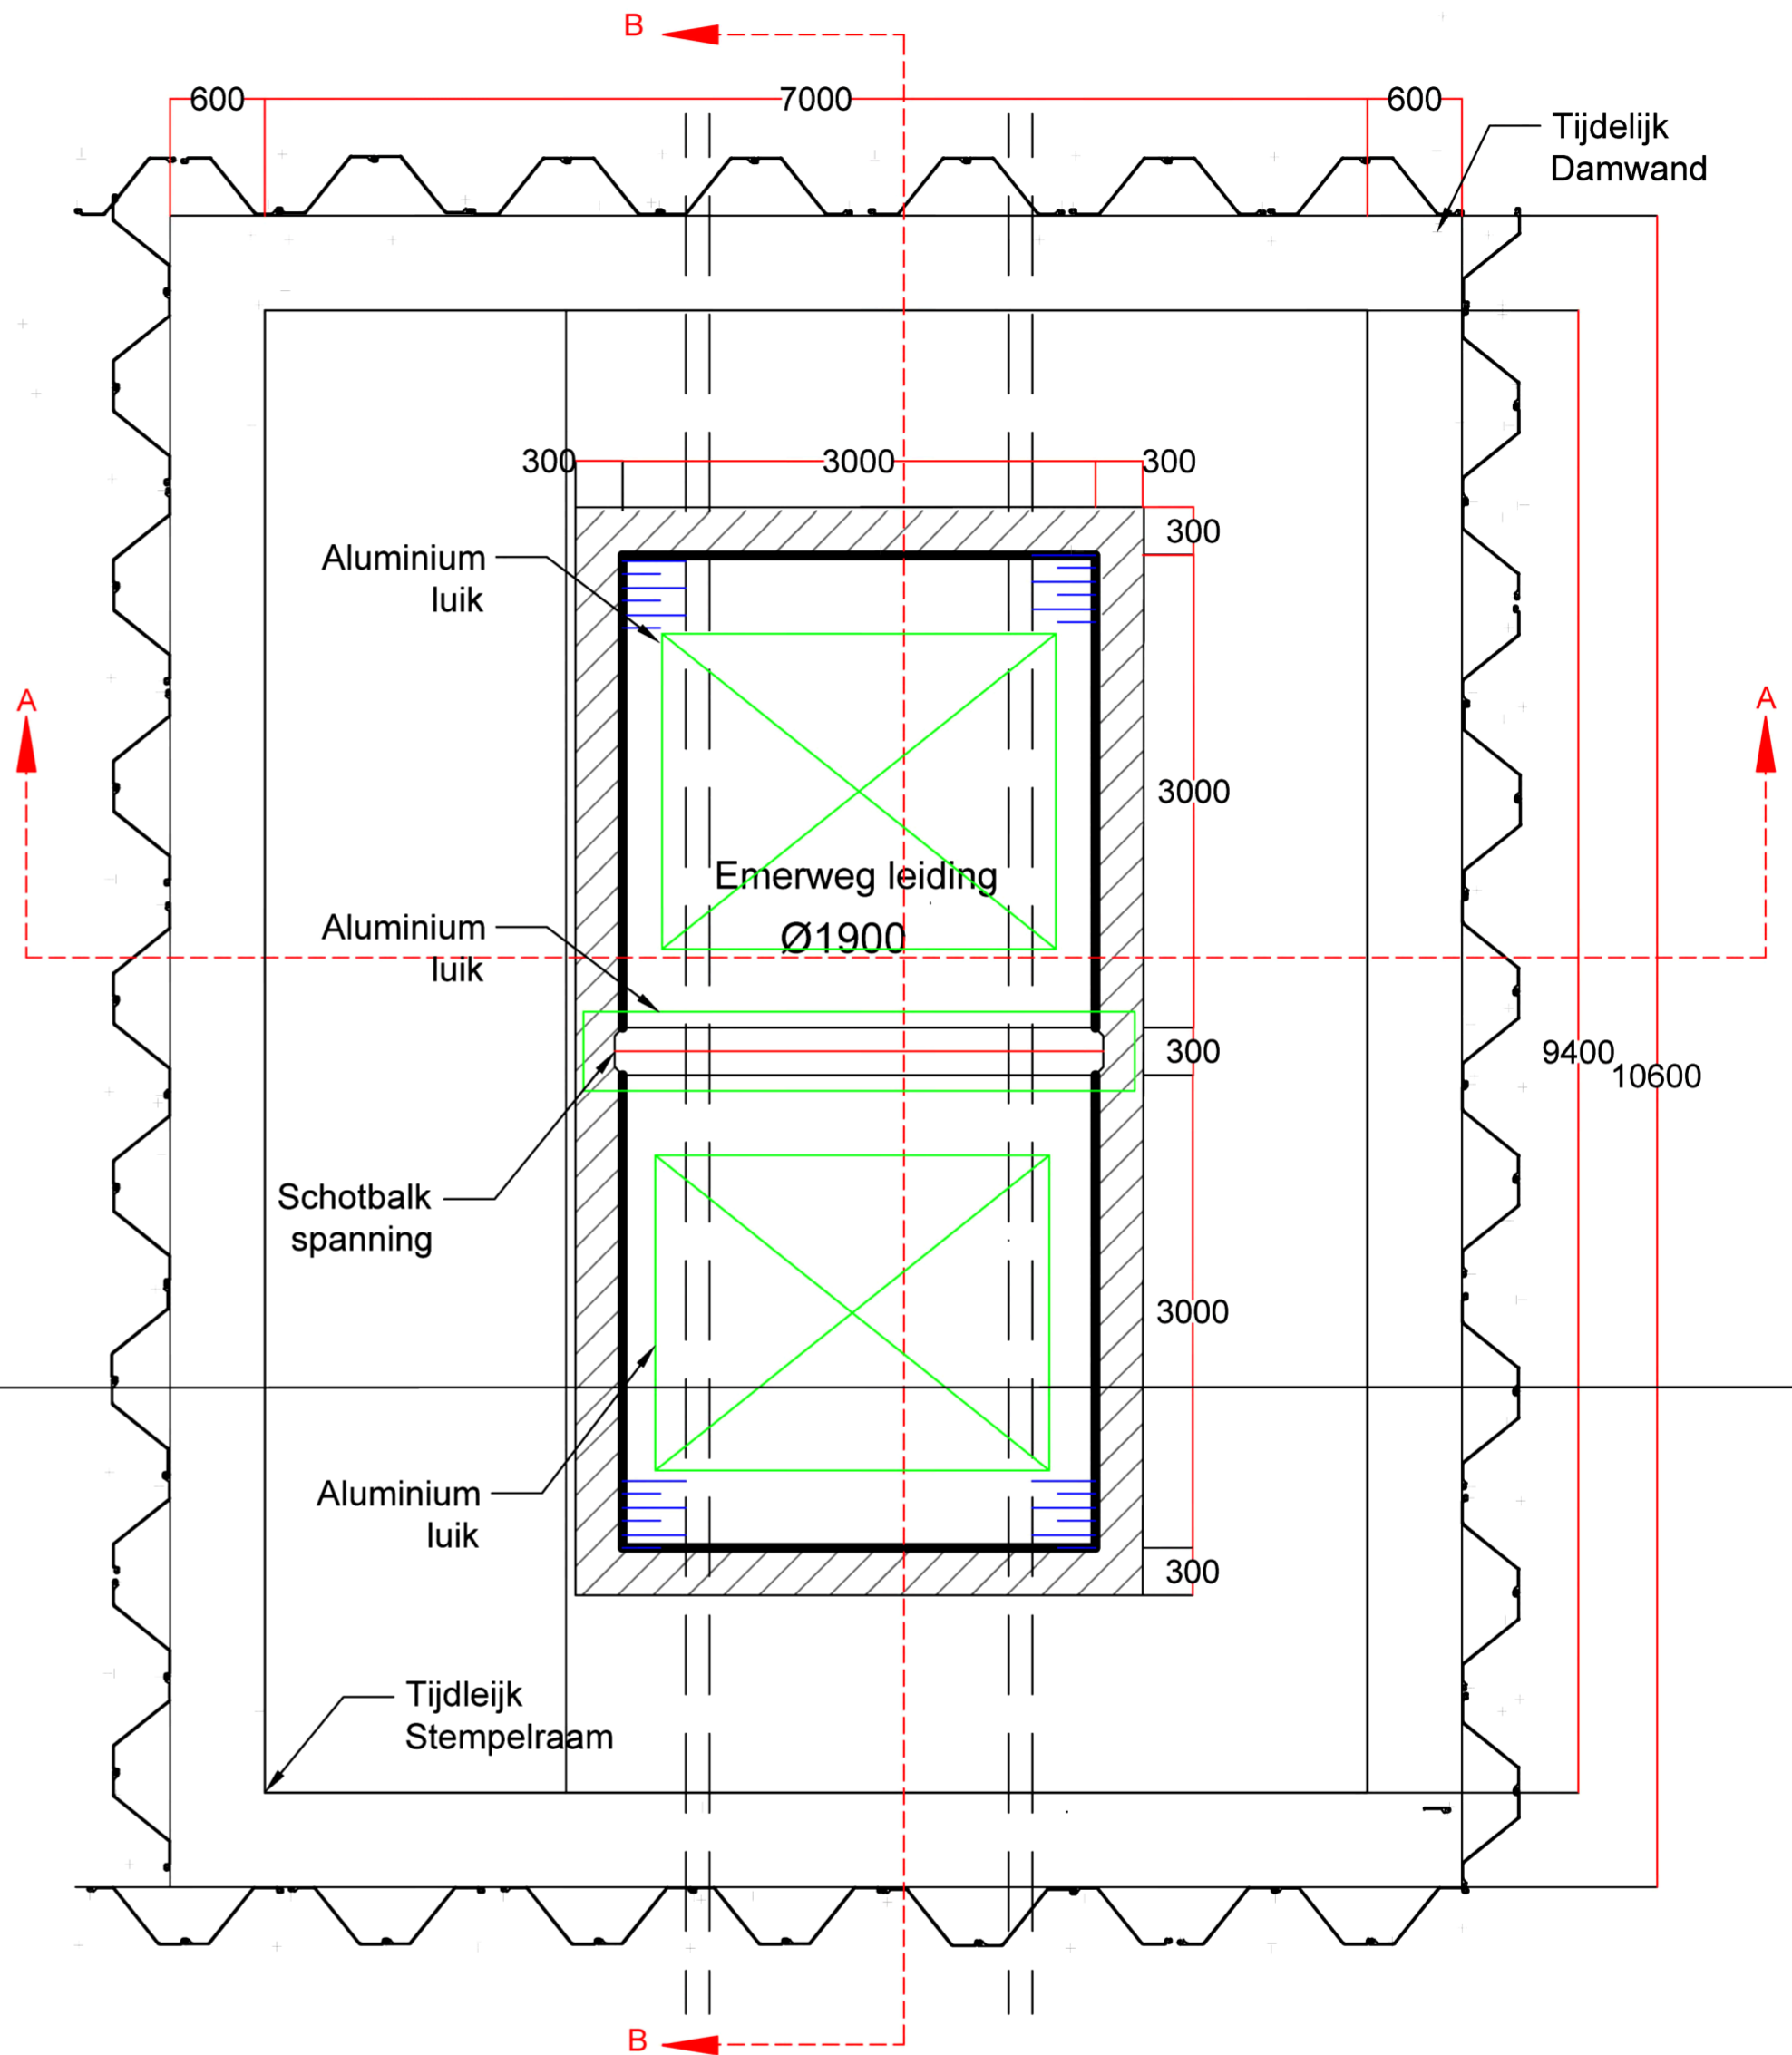 B
600
7000
600
Tijdelijk
Damwand
300
3000
300
300
Aluminium
luik
A
A
3000
Emerweg leiding
Ø1900
Aluminium
luik
300
9400
10600
Schotbalk
spanning
3000
Aluminium
luik
300
Tijdleijk
Stempelraam
B